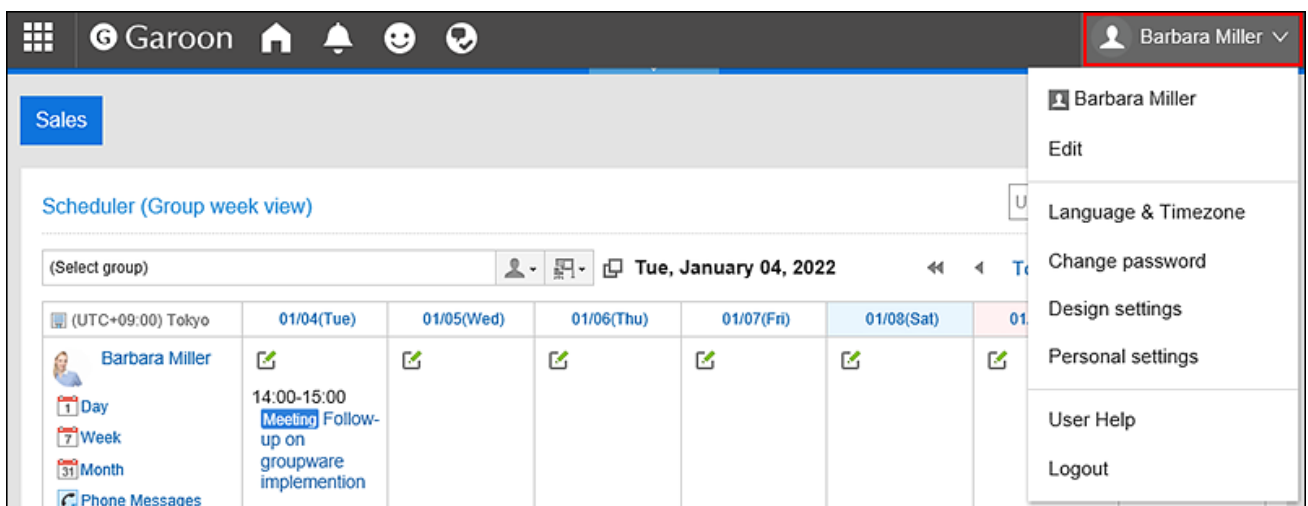 Garoon
Barbara Miller
Sales
Barbara Miller
Edit
Language & Timezone
Change password
Design settings
Personal settings
User Help
Logout
Scheduler (Group week view)
(Select group)
Tue, January 04, 2022
(UTC+09:00) Tokyo
01/04(Tue)
01/05(Wed)
01/06(Thu)
01/07(Fri)
01/08(Sat)
Barbara Miller
1 Day
7 Week
31 Month
Phone Messages
14:00-15:00
Meeting Follow-
up on
groupware
implemention